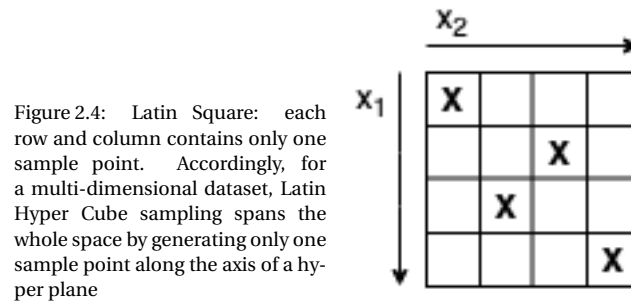 Figure 2.4: Latin Square: each
row and column contains only one
sample point. Accordingly, for
a multi-dimensional dataset, Latin
Hyper Cube sampling spans the
whole space by generating only one
sample point along the axis of a hy-
per plane
x₂
x₁
X
X
X
X